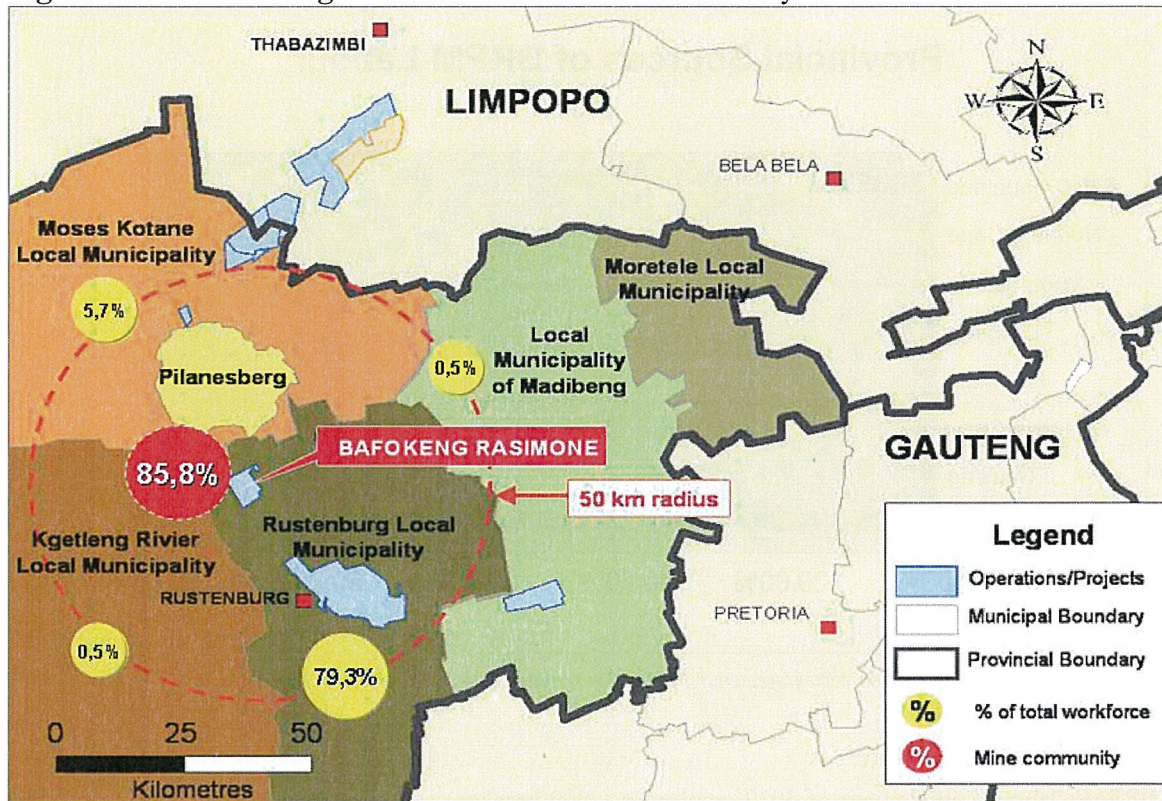 THABAZIMBI
LIMPOPO
N
W E
S
BELA BELA
Moses Kotane
Local Municipality
Moretele Local
Municipality
5,7%
Local
Municipality
of Madibeng
0,5%
Pilanesberg
BAFOKENG RASIMONE
GAUTENG
85,8%
50 km radius
Rustenburg Local
Municipality
Kgetleng Rivier
Local Municipality
RUSTENBURG
PRETORIA
0,5%
79,3%
0 25 50
Kilometres
Legend
Operations/Projects
Municipal Boundary
Provincial Boundary
% % of total workforce
% Mine community